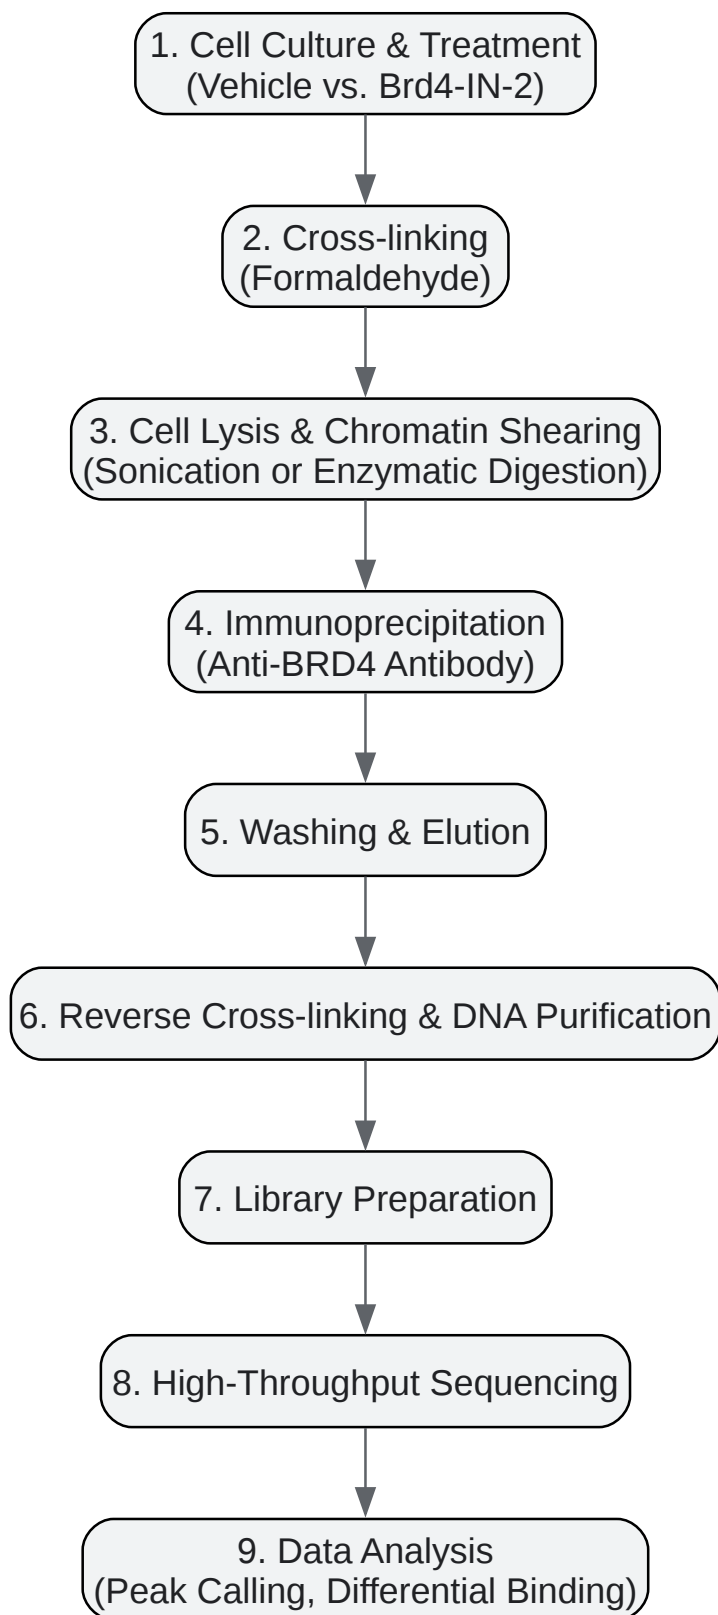 1. Cell Culture & Treatment
(Vehicle vs. Brd4-IN-2)
2. Cross-linking
(Formaldehyde)
3. Cell Lysis & Chromatin Shearing
(Sonication or Enzymatic Digestion)
4. Immunoprecipitation
(Anti-BRD4 Antibody)
5. Washing & Elution
6. Reverse Cross-linking & DNA Purification
7. Library Preparation
8. High-Throughput Sequencing
9. Data Analysis
(Peak Calling, Differential Binding)